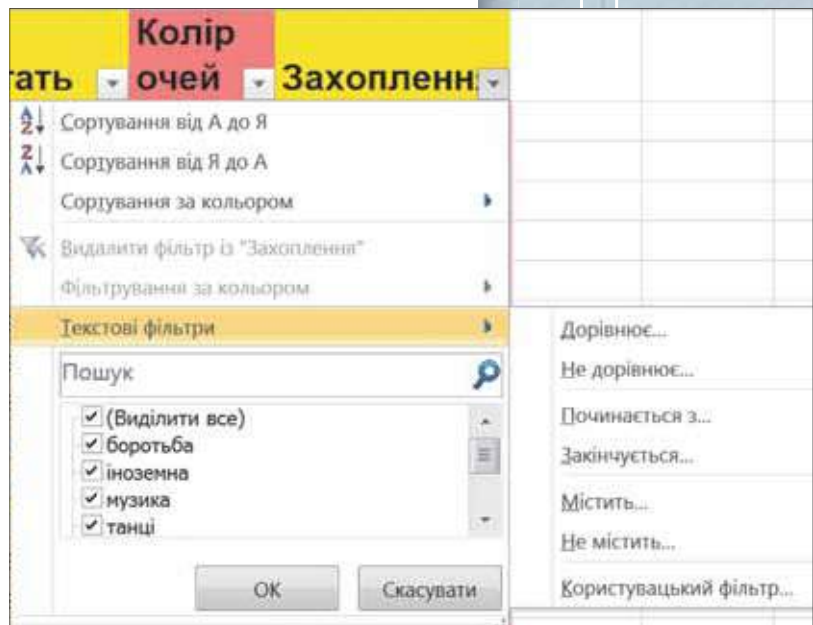 Колір
ать очей Захопленн
Сортування від А до Я
Сортування від Я до А
Сортування за кольором
Видалити фільтр із "Захоплення"
Фільтрування за кольором
Текстові фільтри
Пошук
(Виділити все)
боротьба
іноземна
музика
танці
ОК Скасувати
Дорівнює...
Не дорівнює...
Починається з...
Закінчується...
Містить...
Не містить...
Користувацький фільтр...